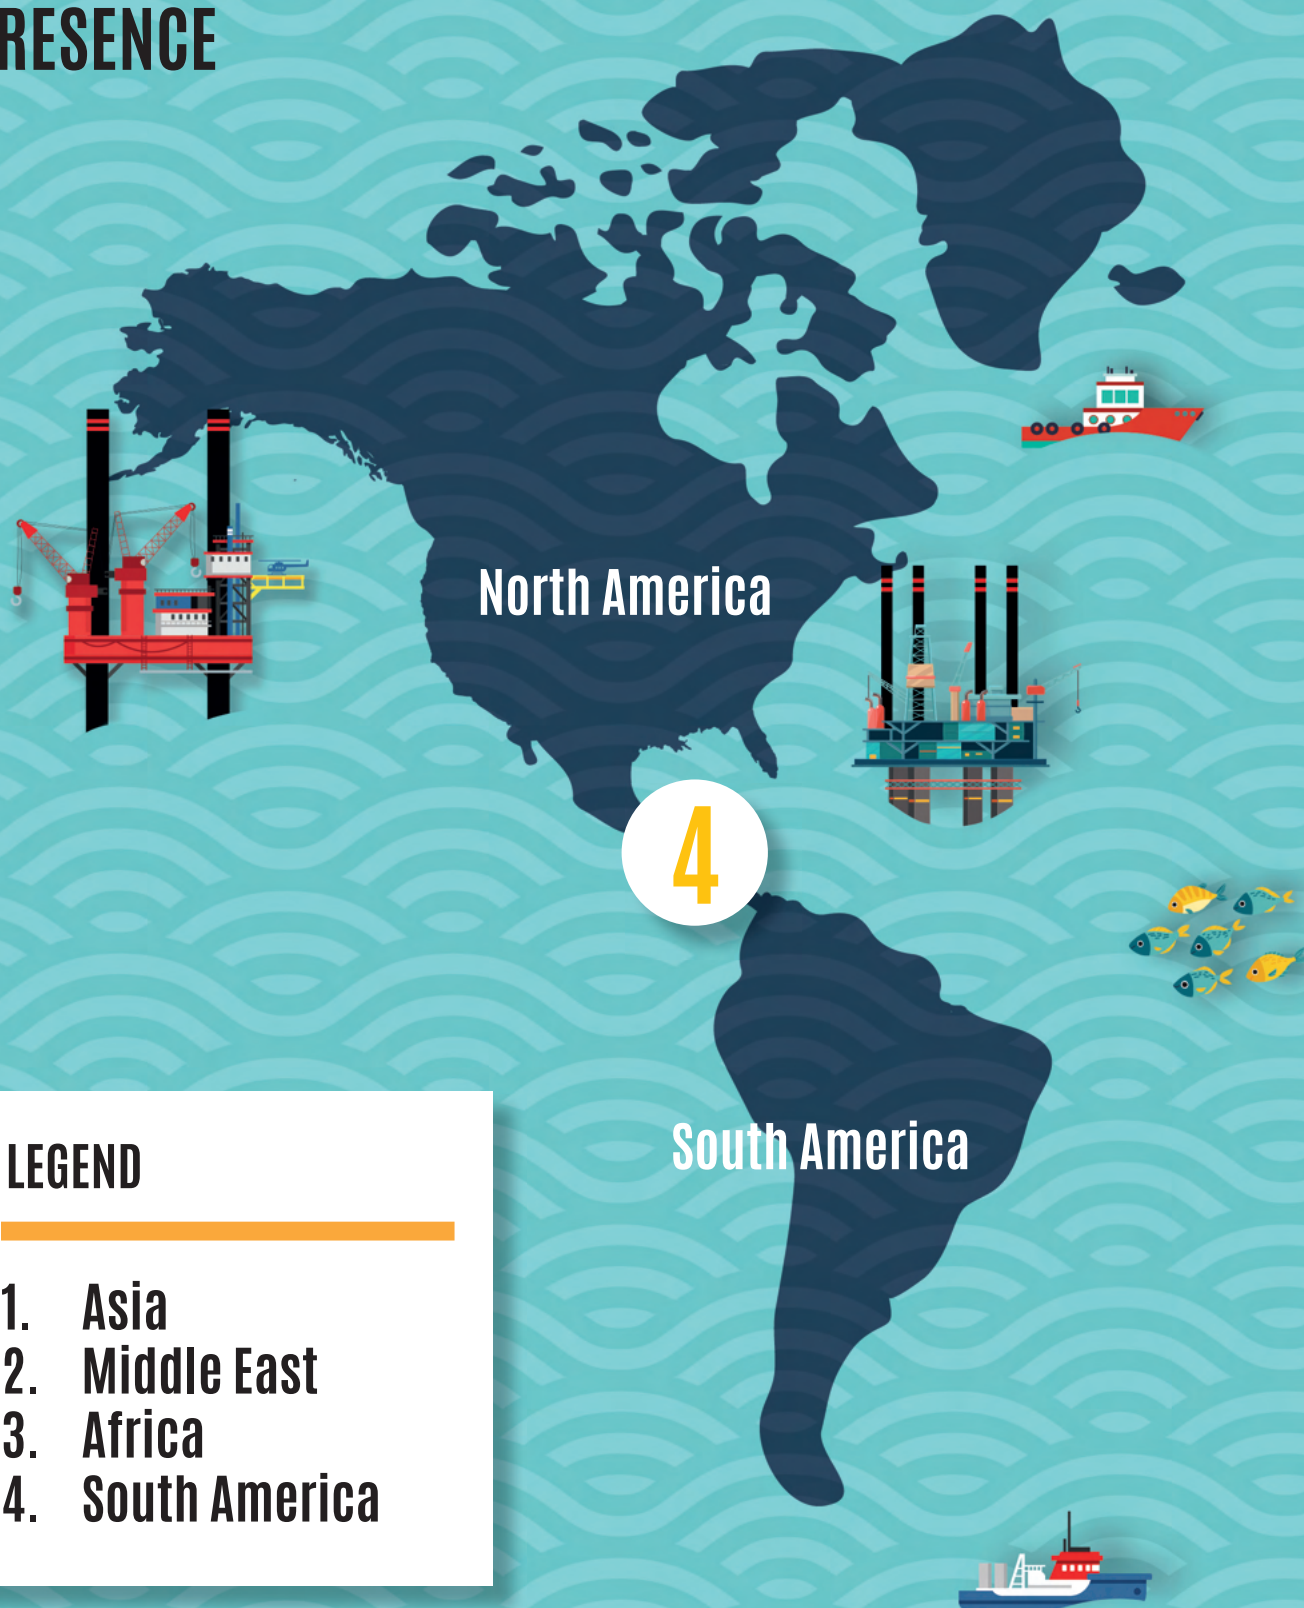 RESENCE
North America
4
South America
LEGEND
1. Asia
2. Middle East
3. Africa
4. South America